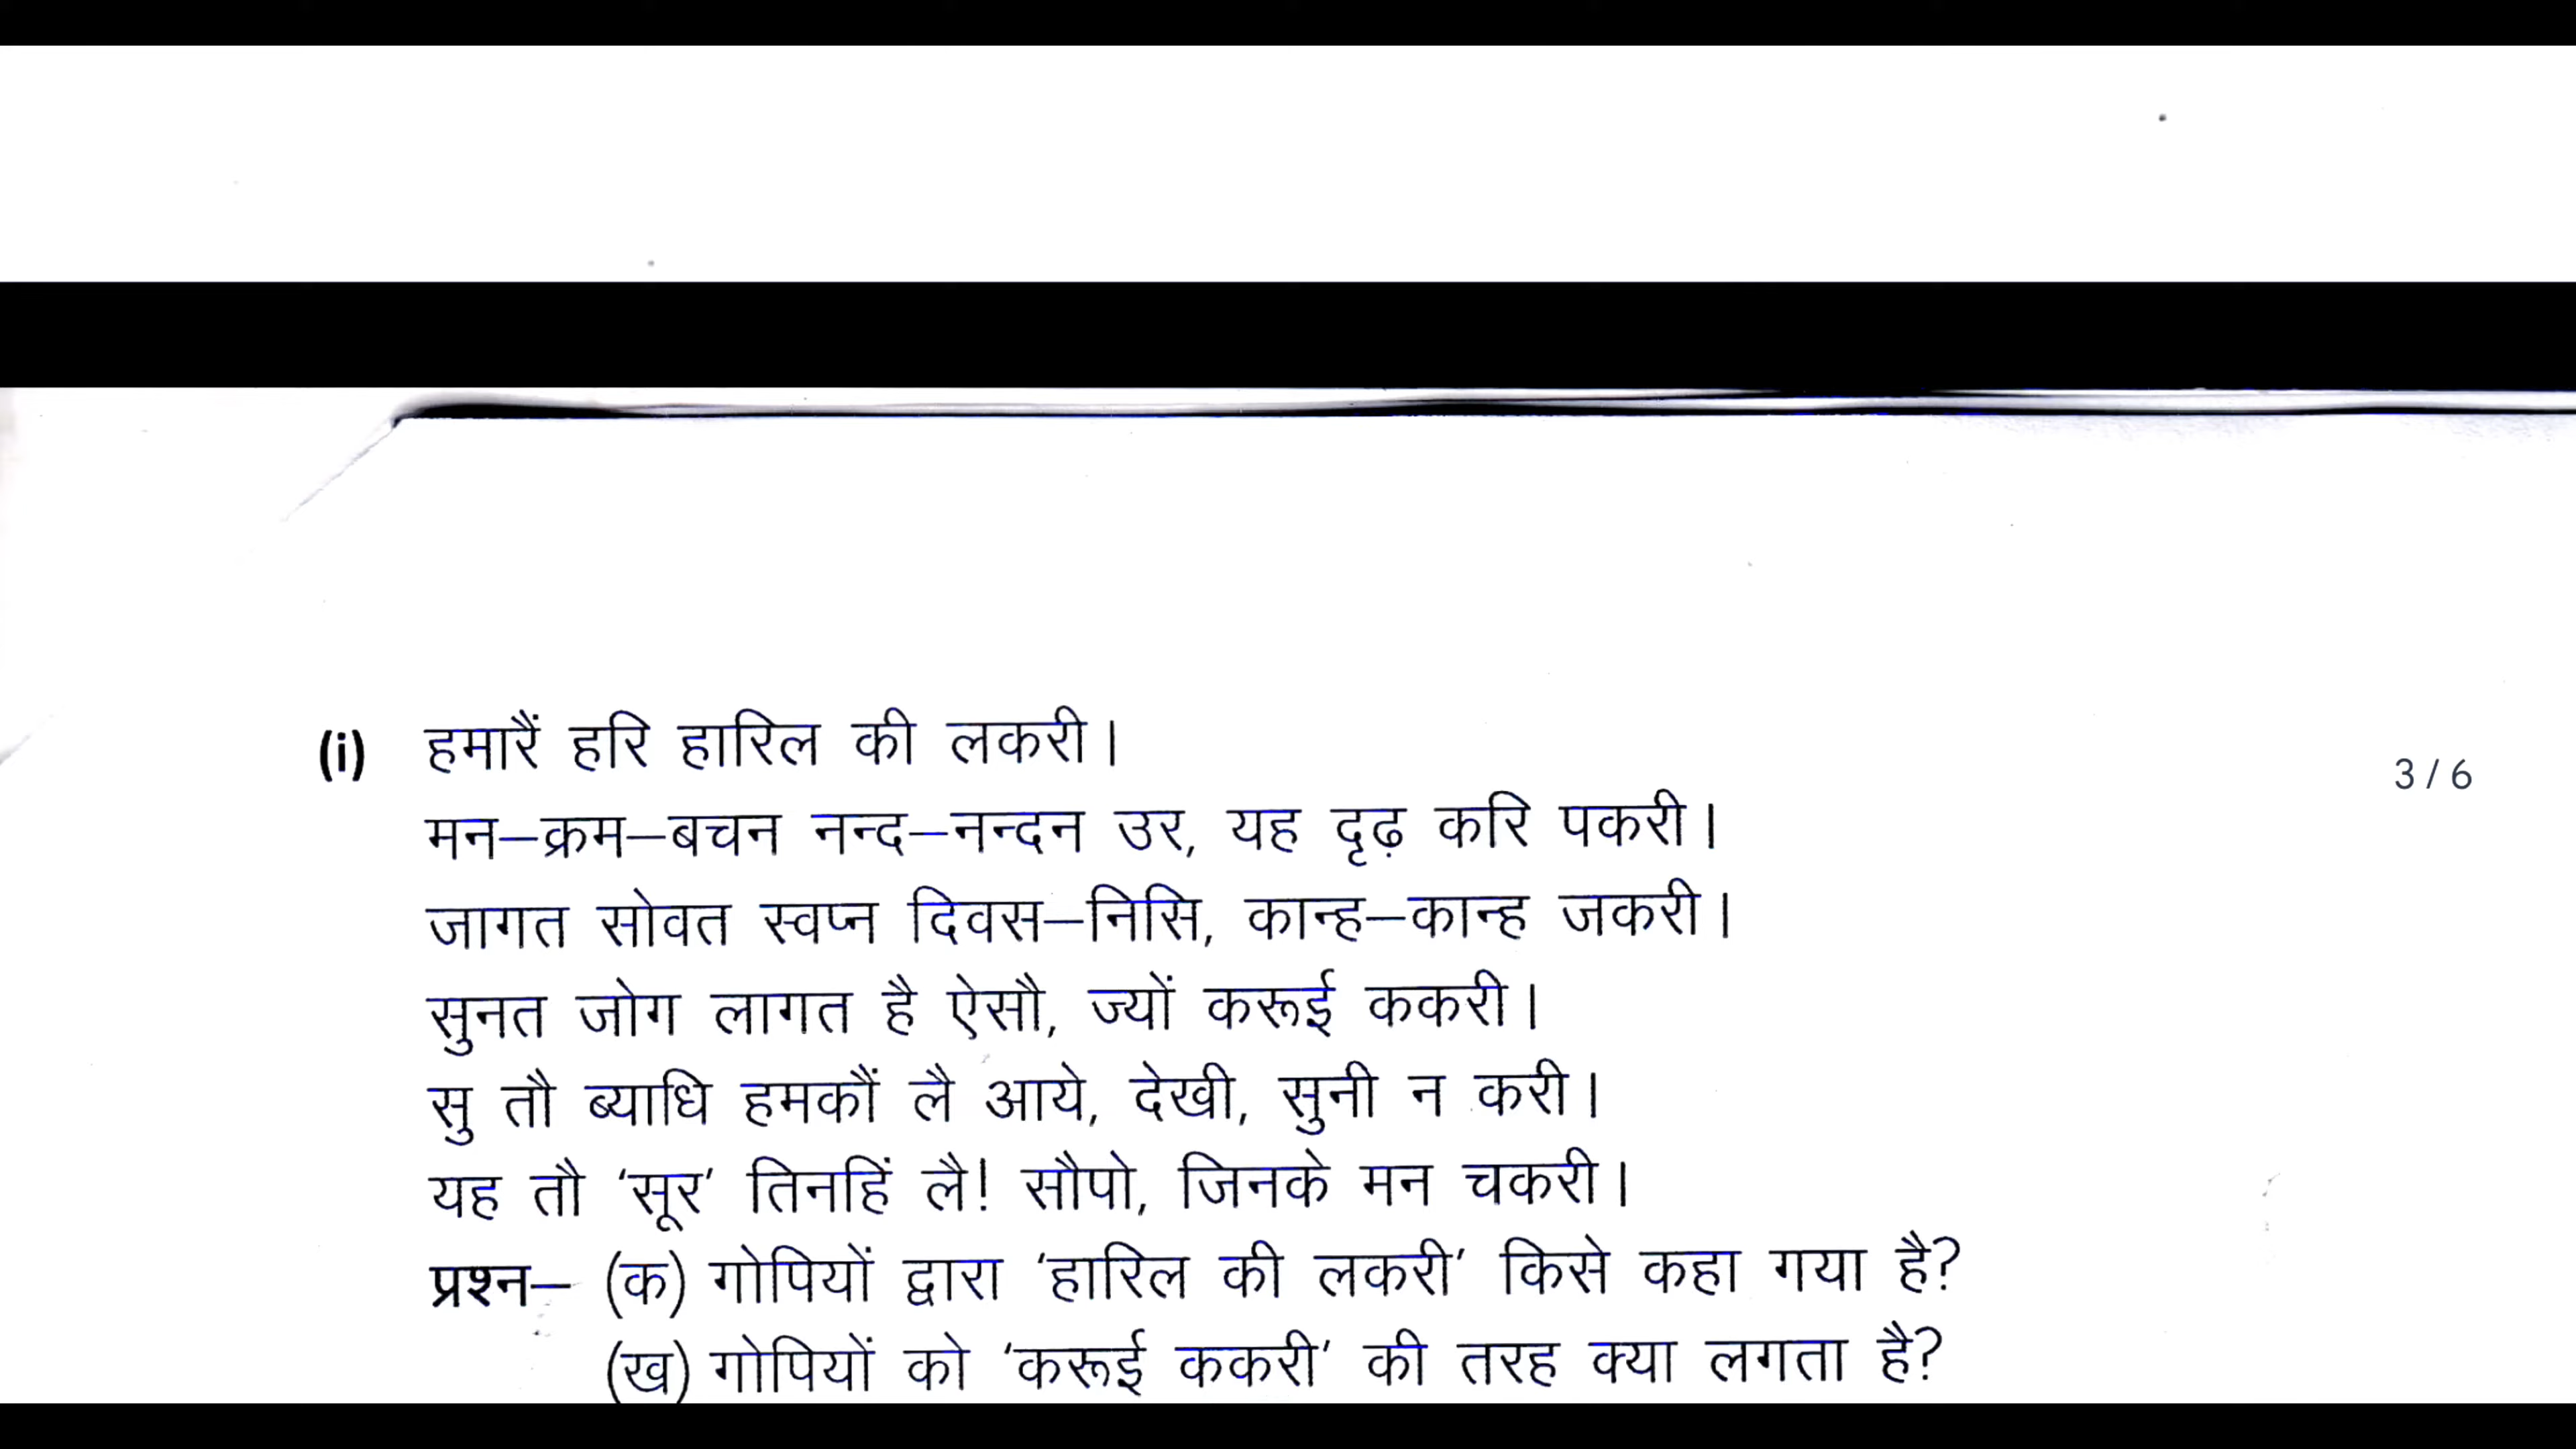 (i) हमारैं हरि हारिल की लकरी।
3 / 6
मन–क्रम–बचन नन्द–नन्दन उर, यह दृढ़ करि पकरी।
जागत सोवत स्वप्न दिवस–निसि, कान्ह–कान्ह जकरी।
सुनत जोग लागत है ऐसौ, ज्यों करूई ककरी।
सु तौ ब्याधि हमकौं लै आये, देखी, सुनी न करी।
यह तौ ‘सूर’ तिनहिं लै! सौपो, जिनके मन चकरी।
प्रश्न– (क) गोपियों द्वारा ‘हारिल की लकरी’ किसे कहा गया है?
(ख) गोपियों को ‘करूई ककरी’ की तरह क्या लगता है?